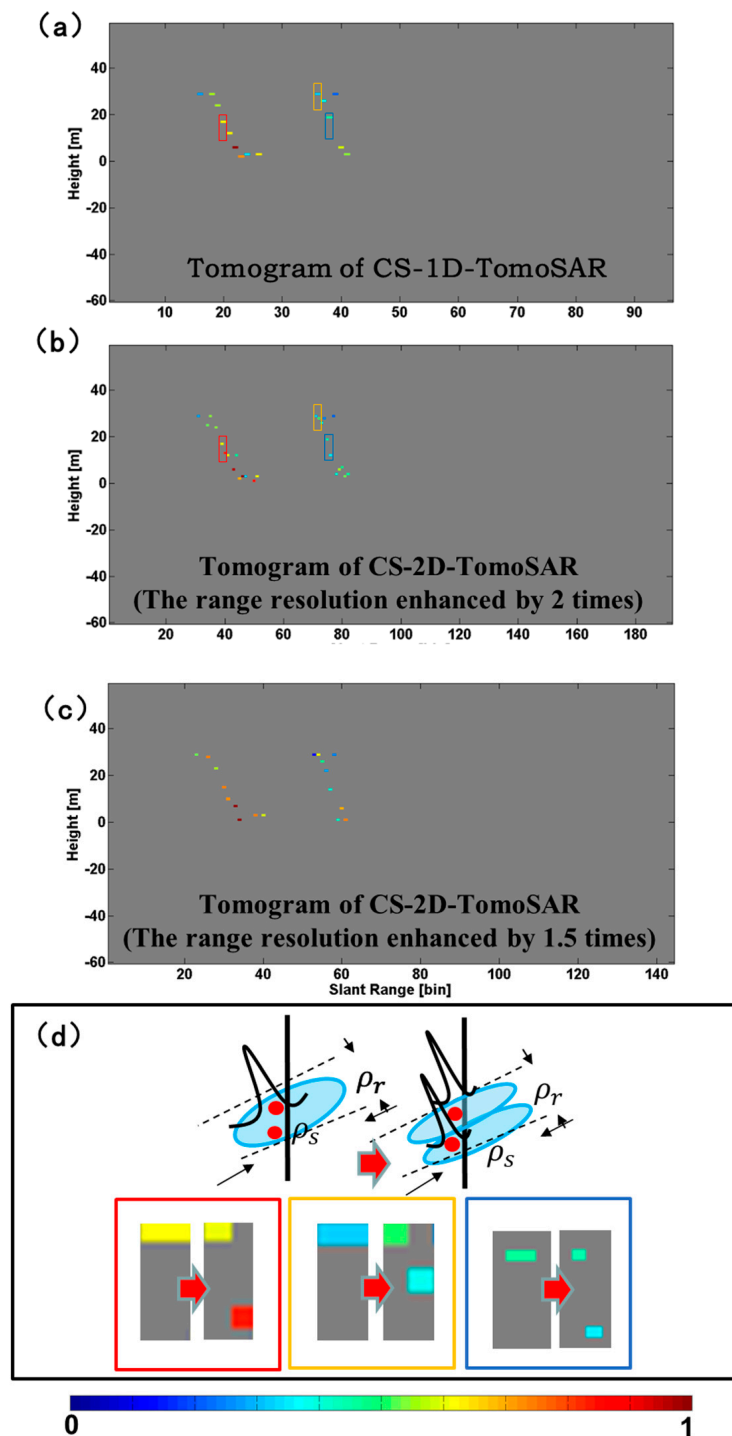 (a)
40
20
0
-20
-40
-60
Height [m]
Tomogram of CS-1D-TomoSAR
10 20 30 40 50 60 70 80 90
(b)
40
20
0
-20
-40
-60
Height [m]
Tomogram of CS-2D-TomoSAR
(The range resolution enhanced by 2 times)
20 40 60 80 100 120 140 160 180
(c)
40
20
0
-20
-40
-60
Height [m]
Tomogram of CS-2D-TomoSAR
(The range resolution enhanced by 1.5 times)
20 40 60 80 100 120 140
Slant Range [bin]
(d)
ρr
ρs
ρr
ρs
0 1